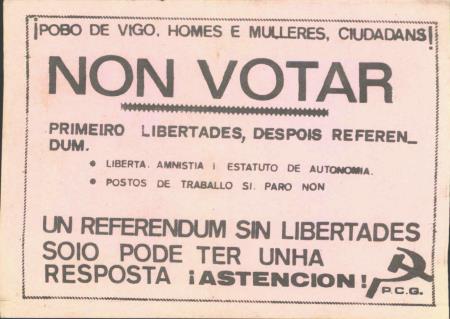 ¡POBO DE VIGO, HOMES E MULLERES, CIUDADANS!
NON VOTAR
PRIMEIRO LIBERTADES, DESPOIS REFEREN_
DUM.
• LIBERTA. AMNISTIA I ESTATUTO DE AUTONOMIA.
• POSTOS DE TRABALLO SI. PARO NON
UN REFERENDUM SIN LIBERTADES
SOIO PODE TER UNHA
RESPOSTA ¡ASTENCION!
P.C.G.